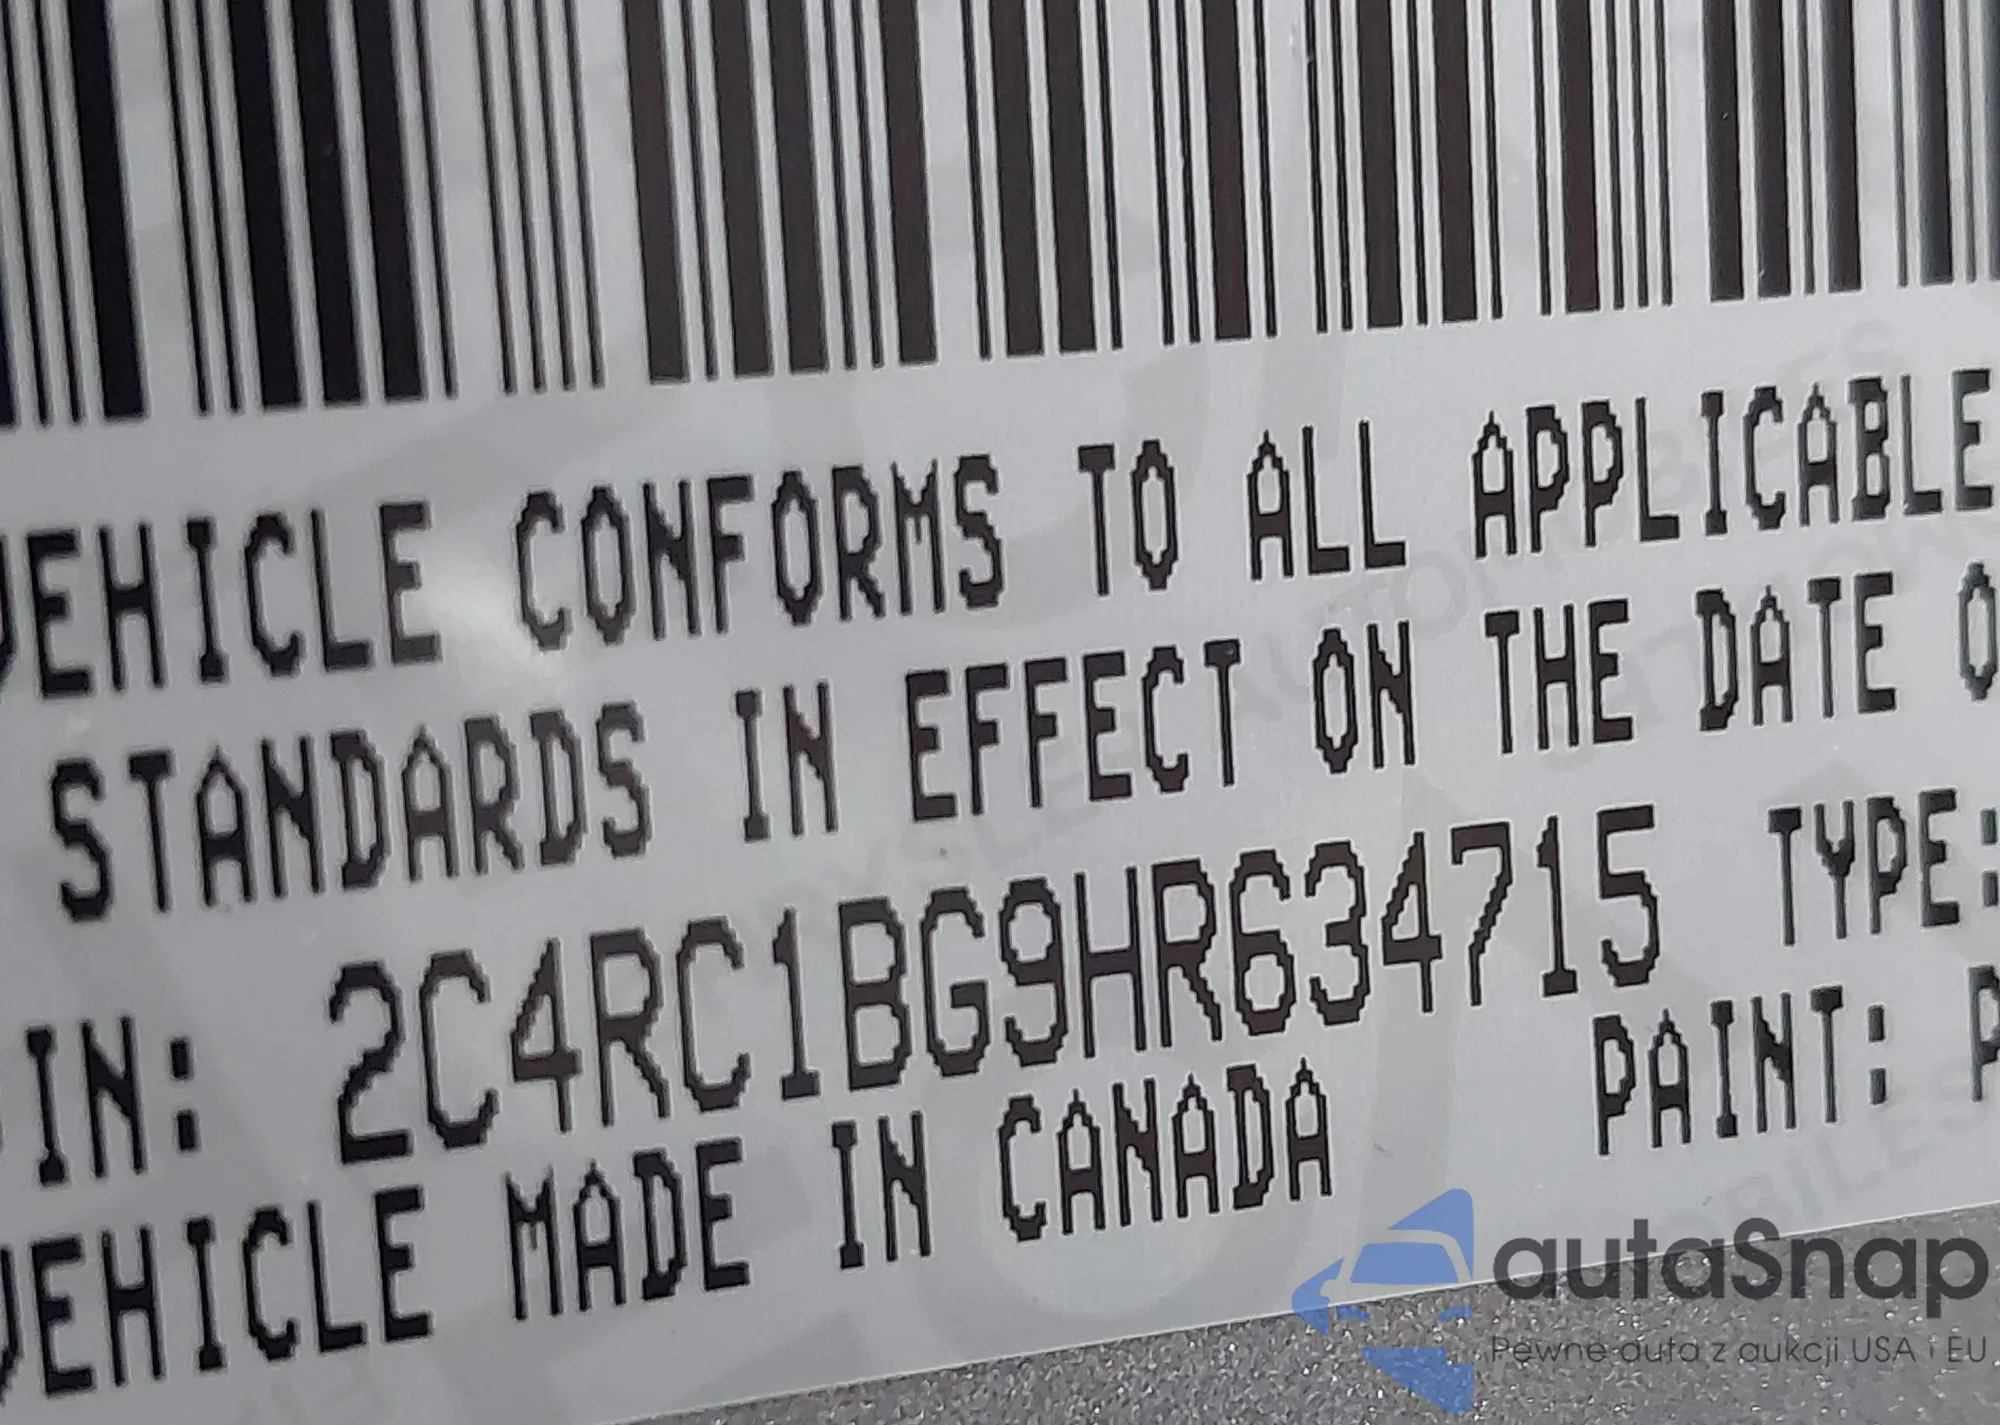 VEHICLE CONFORMS TO ALL APPLICABLE
STANDARDS IN EFFECT ON THE DATE O
IN: 2C4RC1BG9HR634715 TYPE:
VEHICLE MADE IN CANADA PAINT: P
autaSnap
Pewne auta z aukcji USA i EU